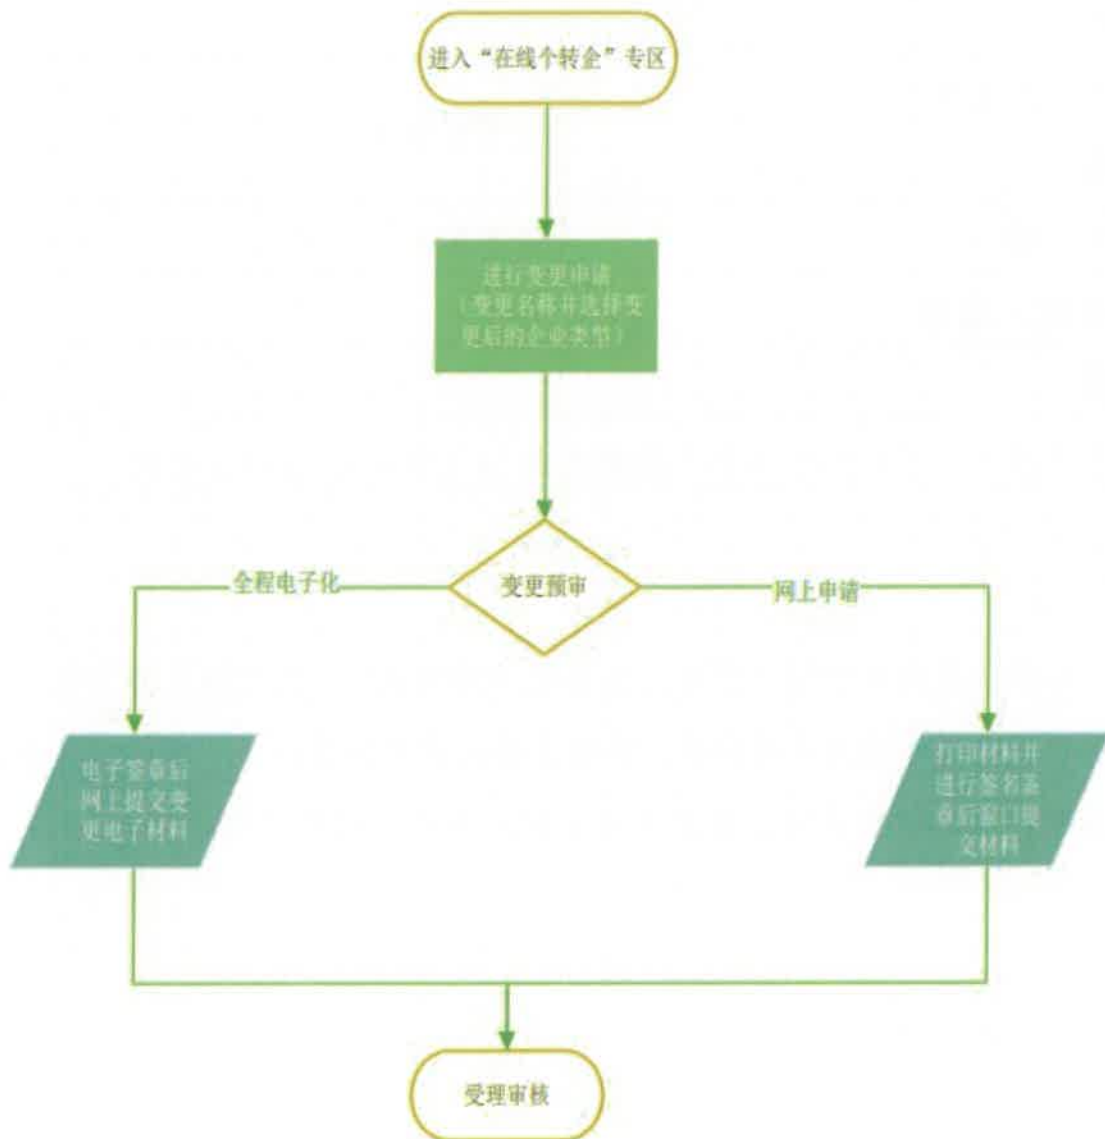 进入“在线个转企”专区
进行变更申请
（变更名称并选择变
更后的企业类型）
变更预审
全程电子化
网上申请
电子签章后
网上提交变
更电子材料
打印材料并
进行签名盖
章后窗口提
交材料
受理审核